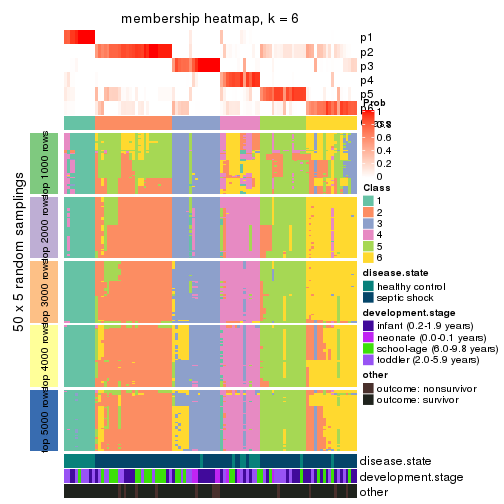 membership heatmap, k = 6
p1
p2
p3
p4
p5
p6
Class
50 x 5 random samplings
top 1000 rows
top 2000 rows
top 3000 rows
top 4000 rows
top 5000 rows
disease.state
development.stage
other
Prob
1
0.8
0.6
0.4
0.2
0
Class
1
2
3
4
5
6
disease.state
healthy control
septic shock
development.stage
infant (0.2-1.9 years)
neonate (0.0-0.1 years)
school-age (6.0-9.8 years)
toddler (2.0-5.9 years)
other
outcome: nonsurvivor
outcome: survivor